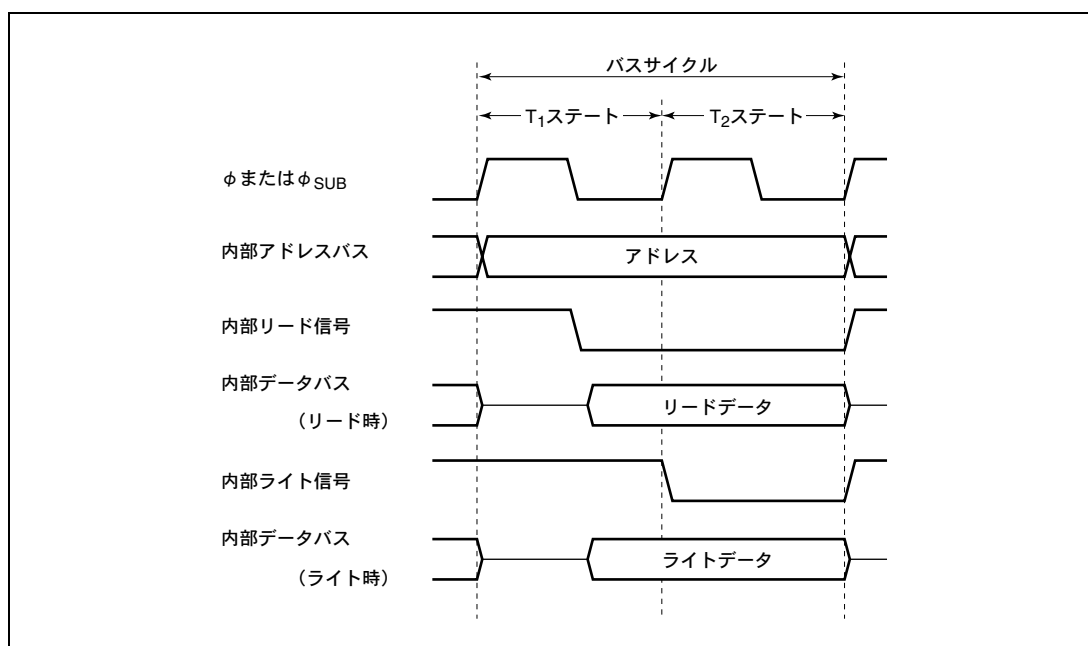 バスサイクル
T₁ステート
T₂ステート
φまたはφSUB
内部アドレスバス
アドレス
内部リード信号
内部データバス
（リード時）
リードデータ
内部ライト信号
内部データバス
（ライト時）
ライトデータ